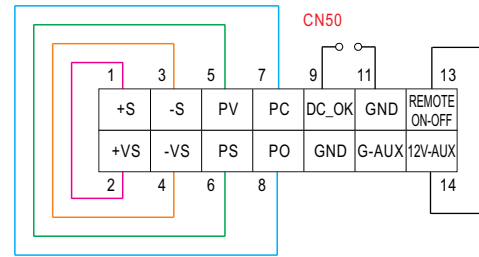 CN50
1 3 5 7 9 11 13
+S -S PV PC DC_OK GND REMOTE
ON-OFF
+VS -VS PS PO GND G-AUX 12V-AUX
2 4 6 8 14